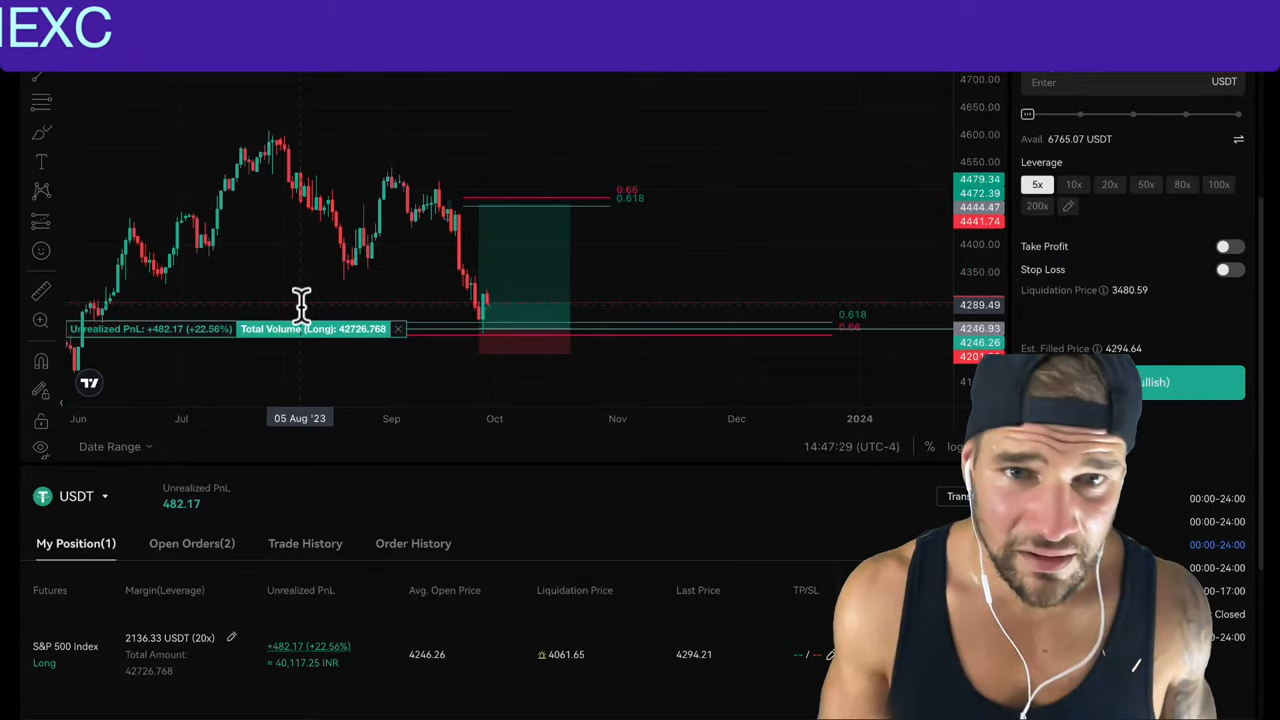 MEXC
4700.00
4650.00
4600.00
4550.00
4479.34
4472.39
4444.47
4441.74
4400.00
4350.00
4289.49
4246.93
4246.26
0.66
0.618
0.618
0.66
Unrealized PnL: +482.17 (+22.56%) Total Volume (Long): 42726.768
Jun Jul 05 Aug '23 Sep Oct Nov Dec 2024
Date Range 14:47:29 (UTC-4) %
Enter USDT
Avail. 6765.07 USDT
Leverage
5x 10x 20x 50x 80x 100x
200x
Take Profit
Stop Loss
Liquidation Price 3480.59
Est. Filled Price 4294.64
USDT
Unrealized PnL
482.17
My Position(1) Open Orders(2) Trade History Order History
Futures Margin(Leverage) Unrealized PnL Avg. Open Price Liquidation Price Last Price TP/SL
S&P 500 Index
Long
2136.33 USDT (20x)
Total Amount:
42726.768
+482.17 (+22.56%)
≈ 40,117.25 INR
4246.26
4061.65
4294.21
-- / --
00:00-24:00
00:00-24:00
00:00-24:00
00:00-24:00
Closed
00:00-24:00